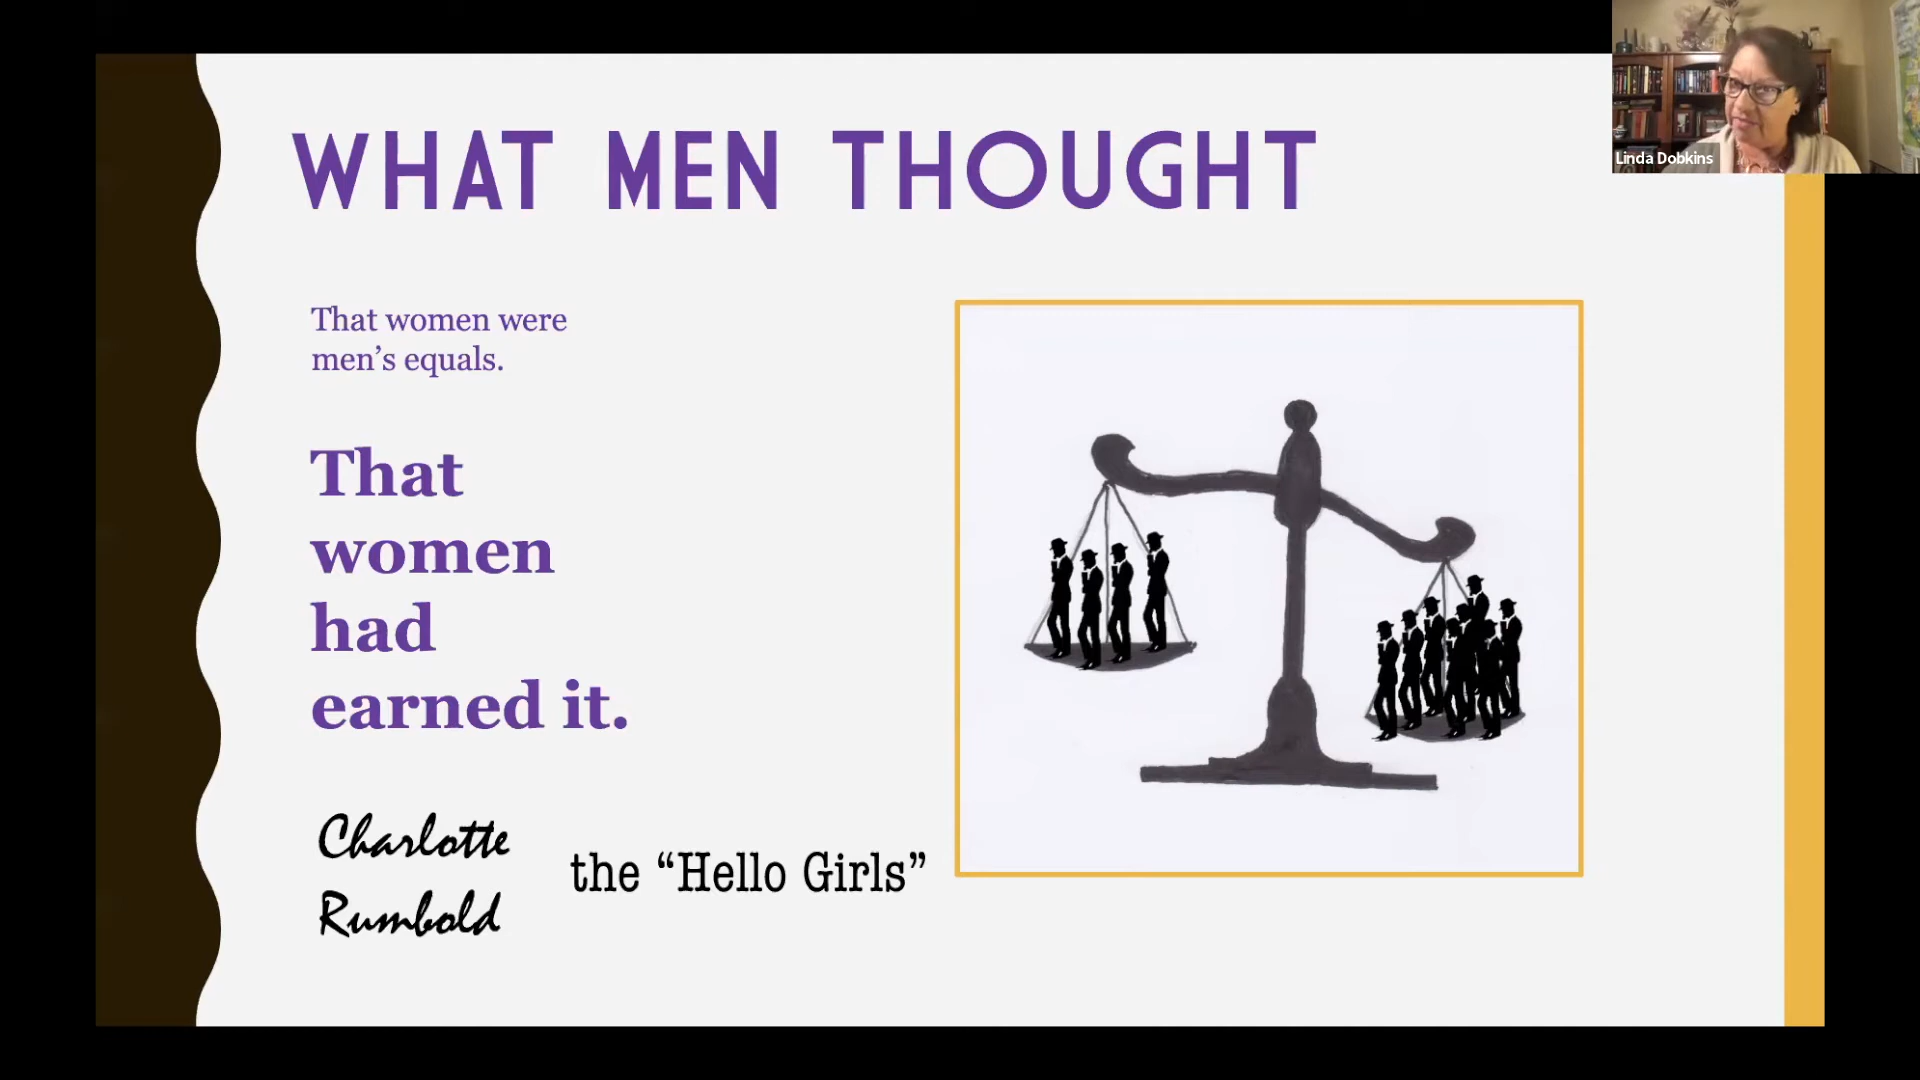 WHAT MEN THOUGHT
Linda Dobkins
That women were
men's equals.
That
women
had
earned it.
Charlotte
Rumbold
the “Hello Girls”